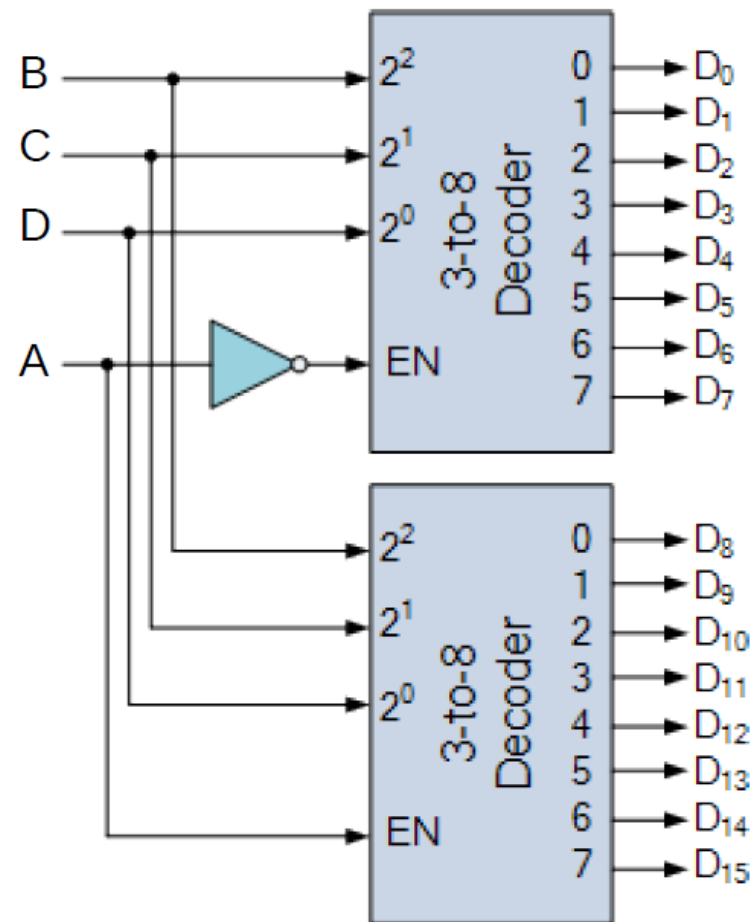 B
C
D
A
2²
2¹
2⁰
EN
3-to-8
Decoder
0
1
2
3
4
5
6
7
D₀
D₁
D₂
D₃
D₄
D₅
D₆
D₇
2²
2¹
2⁰
EN
3-to-8
Decoder
0
1
2
3
4
5
6
7
D₈
D₉
D₁₀
D₁₁
D₁₂
D₁₃
D₁₄
D₁₅